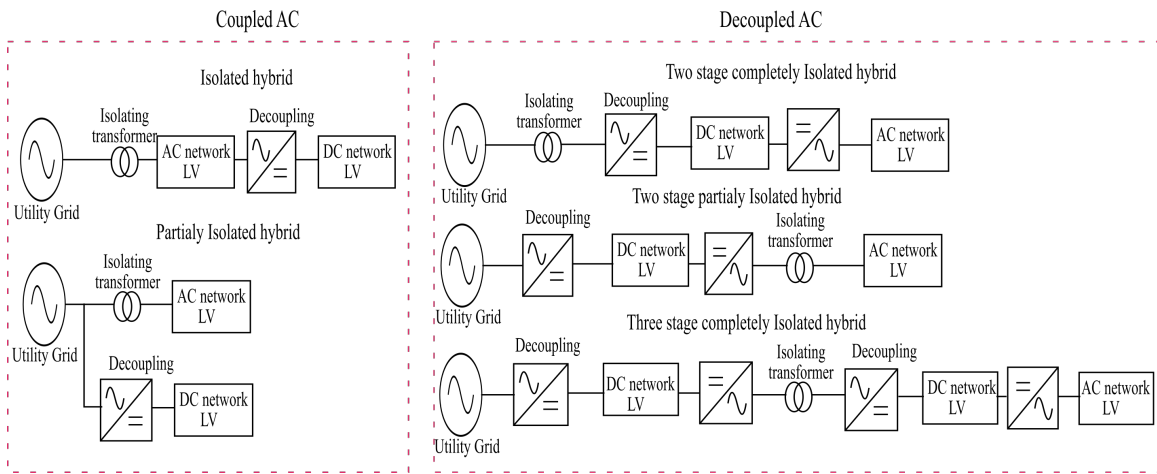 Coupled AC
Isolated hybrid
Isolating
transformer
Decoupling
AC network
LV
DC network
LV
Utility Grid
Partialy Isolated hybrid
Isolating
transformer
AC network
LV
Utility Grid
Decoupling
DC network
LV
Decoupled AC
Two stage completely Isolated hybrid
Isolating
transformer
Decoupling
DC network
LV
AC network
LV
Utility Grid
Two stage partialy Isolated hybrid
Decoupling
DC network
LV
Isolating
transformer
AC network
LV
Utility Grid
Three stage completely Isolated hybrid
Decoupling
DC network
LV
Isolating
transformer
Decoupling
DC network
LV
AC network
LV
Utility Grid